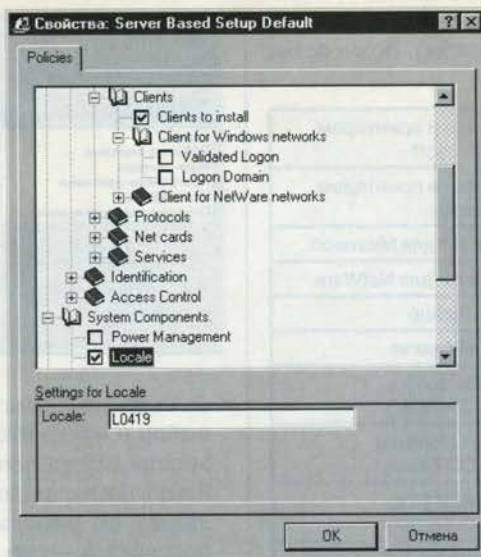 Свойства: Server Based Setup Default
Policies
Clients
Clients to install
Client for Windows networks
Validated Logon
Logon Domain
Client for NetWare networks
Protocols
Net cards
Services
Identification
Access Control
System Components.
Power Management
Locale
Settings for Locale
Locale: L0419
OK Отмена